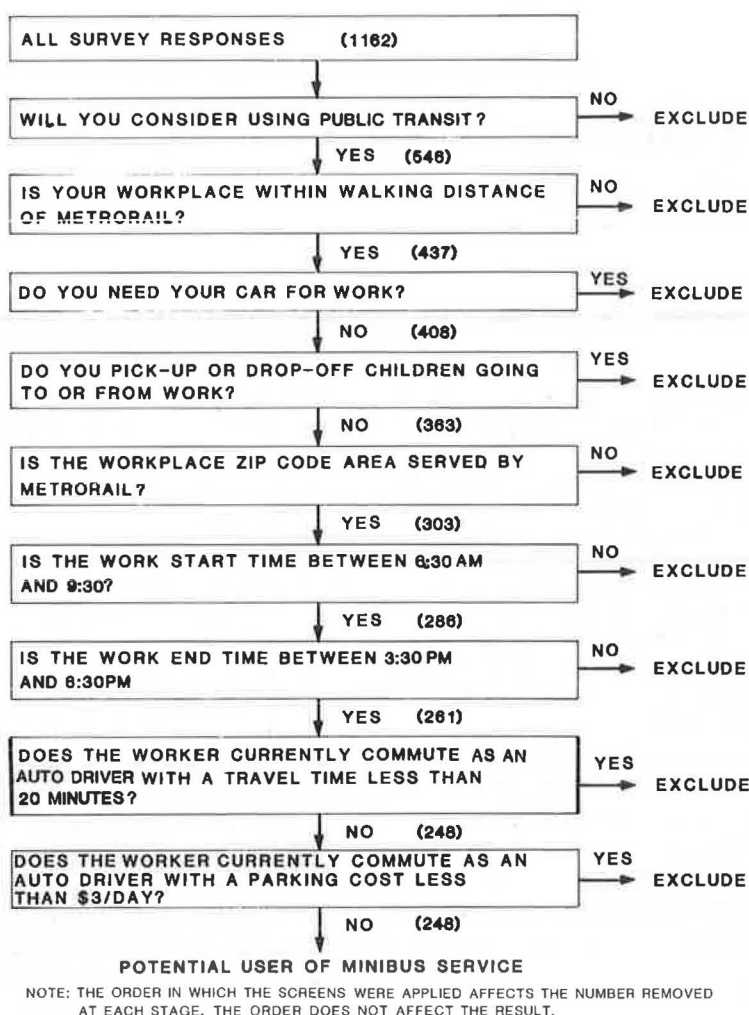 ALL SURVEY RESPONSES (1162)
NO
WILL YOU CONSIDER USING PUBLIC TRANSIT? EXCLUDE
YES (546)
IS YOUR WORKPLACE WITHIN WALKING DISTANCE
OF METRORAIL?
NO
EXCLUDE
YES (437)
DO YOU NEED YOUR CAR FOR WORK?
YES
EXCLUDE
NO (408)
DO YOU PICK-UP OR DROP-OFF CHILDREN GOING
TO OR FROM WORK?
YES
EXCLUDE
NO (363)
IS THE WORKPLACE ZIP CODE AREA SERVED BY
METRORAIL?
NO
EXCLUDE
YES (303)
IS THE WORK START TIME BETWEEN 6:30 AM
AND 9:30?
NO
EXCLUDE
YES (286)
IS THE WORK END TIME BETWEEN 3:30 PM
AND 6:30PM
NO
EXCLUDE
YES (261)
DOES THE WORKER CURRENTLY COMMUTE AS AN
AUTO DRIVER WITH A TRAVEL TIME LESS THAN
20 MINUTES?
YES
EXCLUDE
NO (248)
DOES THE WORKER CURRENTLY COMMUTE AS AN
AUTO DRIVER WITH A PARKING COST LESS
THAN $3/DAY?
YES
EXCLUDE
NO (248)
POTENTIAL USER OF MINIBUS SERVICE
NOTE: THE ORDER IN WHICH THE SCREENS WERE APPLIED AFFECTS THE NUMBER REMOVED
AT EACH STAGE. THE ORDER DOES NOT AFFECT THE RESULT.